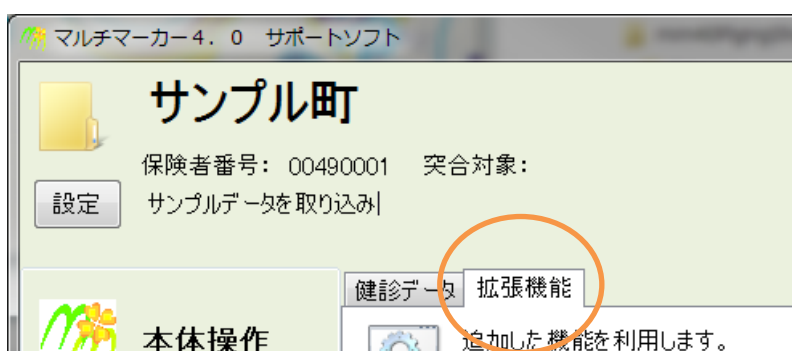 マルチマーカー４．０　サポートソフト
サンプル町
保険者番号： 00490001　突合対象：
設定　サンプルデータを取り込み
健診データ　拡張機能
本体操作　追加した機能を利用します。